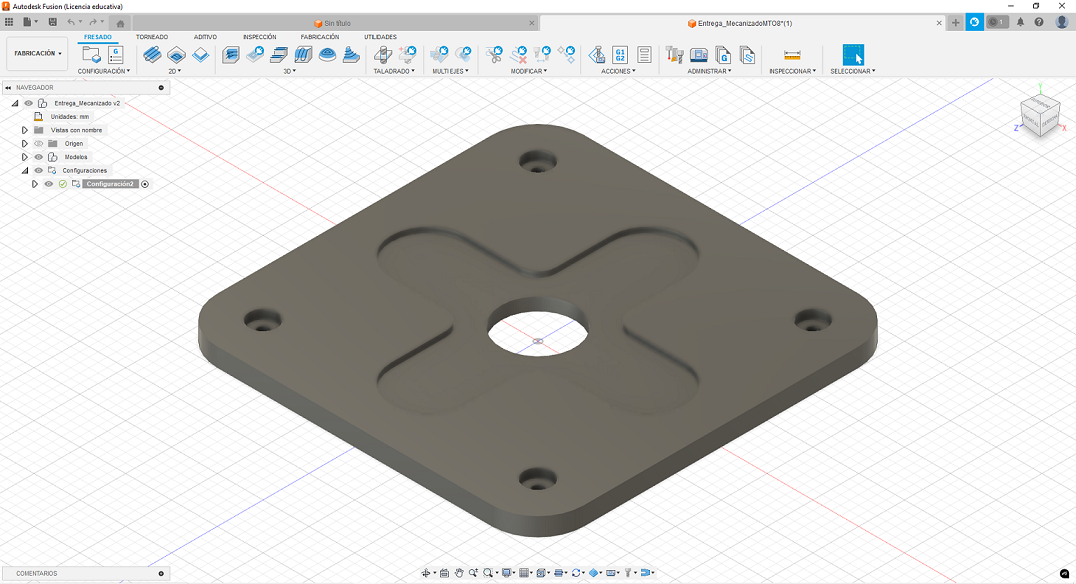 Autodesk Fusion (Licencia educativa)
Sin título
Entrega_MecanizadoMTO8*(1)
1
FABRICACIÓN
FRESADO
TORNEADO
ADITIVO
INSPECCIÓN
FABRICACIÓN
UTILIDADES
G
G1
G2
G
CONFIGURACIÓN
2D
3D
TALADRADO
MULTIEJES
MODIFICAR
ACCIONES
ADMINISTRAR
INSPECCIONAR
SELECCIONAR
NAVEGADOR
Entrega_Mecanizado v2
Unidades: mm
Vistas con nombre
Origen
Modelos
Configuraciones
Configuración2
Y
Z
X
COMENTARIOS